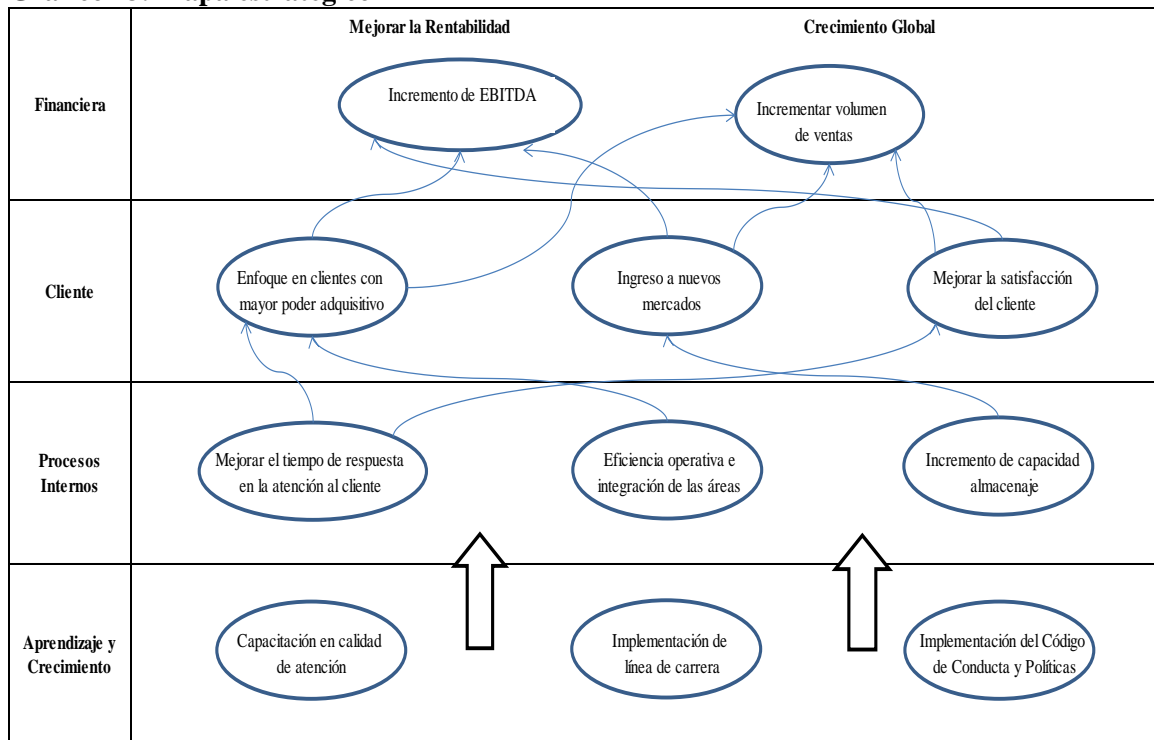 Mejorar la Rentabilidad
Crecimiento Global
Financiera
Incremento de EBITDA
Incrementar volumen
de ventas
Cliente
Enfoque en clientes con
mayor poder adquisitivo
Ingreso a nuevos
mercados
Mejorar la satisfacción
del cliente
Procesos
Internos
Mejorar el tiempo de respuesta
en la atención al cliente
Eficiencia operativa e
integración de las áreas
Incremento de capacidad
almacenaje
Aprendizaje y
Crecimiento
Capacitación en calidad
de atención
Implementación de
línea de carrera
Implementación del Código
de Conducta y Políticas